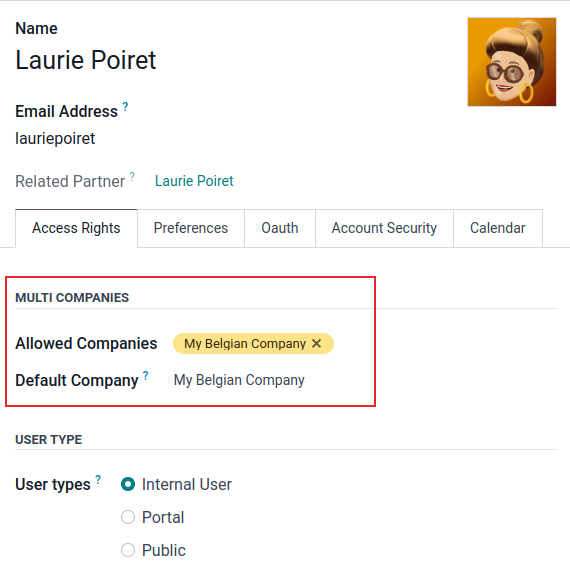 Name
Laurie Poiret
Email Address ?
lauriepoiret
Related Partner ? Laurie Poiret
Access Rights Preferences Oauth Account Security Calendar
MULTI COMPANIES
Allowed Companies My Belgian Company ✕
Default Company ? My Belgian Company
USER TYPE
User types ? Internal User
Portal
Public